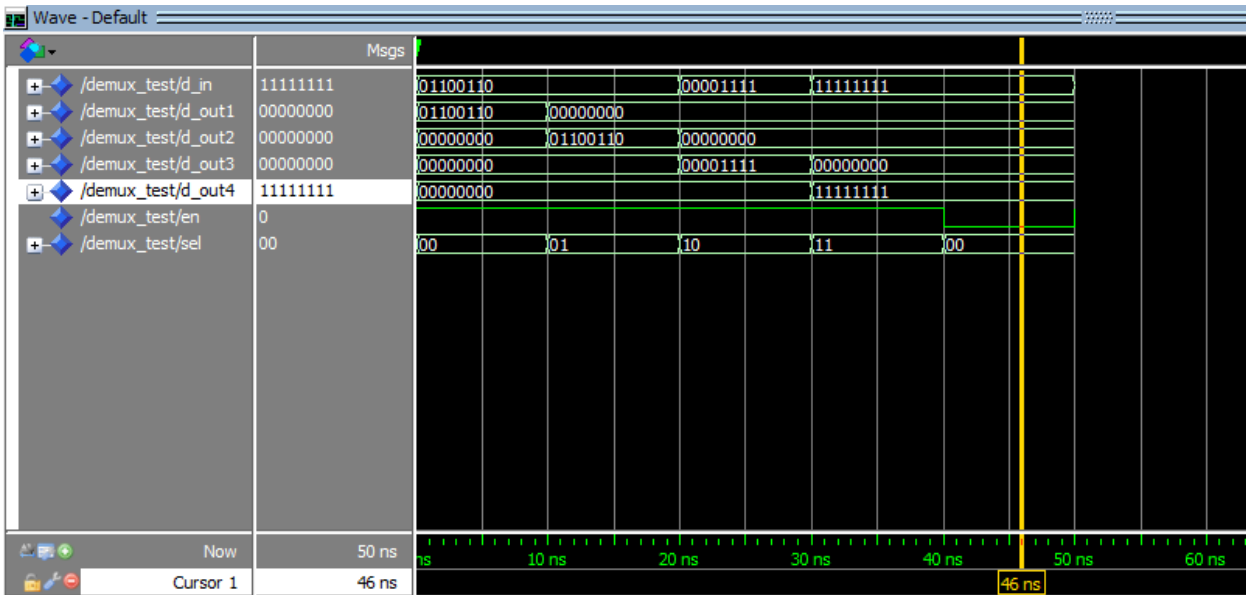 Wave - Default
Msgs
/demux_test/d_in 11111111 01100110 00001111 11111111
/demux_test/d_out1 00000000 01100110 00000000
/demux_test/d_out2 00000000 00000000 01100110 00000000
/demux_test/d_out3 00000000 00000000 00001111 00000000
/demux_test/d_out4 11111111 00000000 11111111
/demux_test/en 0
/demux_test/sel 00 00 01 10 11 00
Now 50 ns ns 10 ns 20 ns 30 ns 40 ns 50 ns 60 ns
Cursor 1 46 ns 46 ns